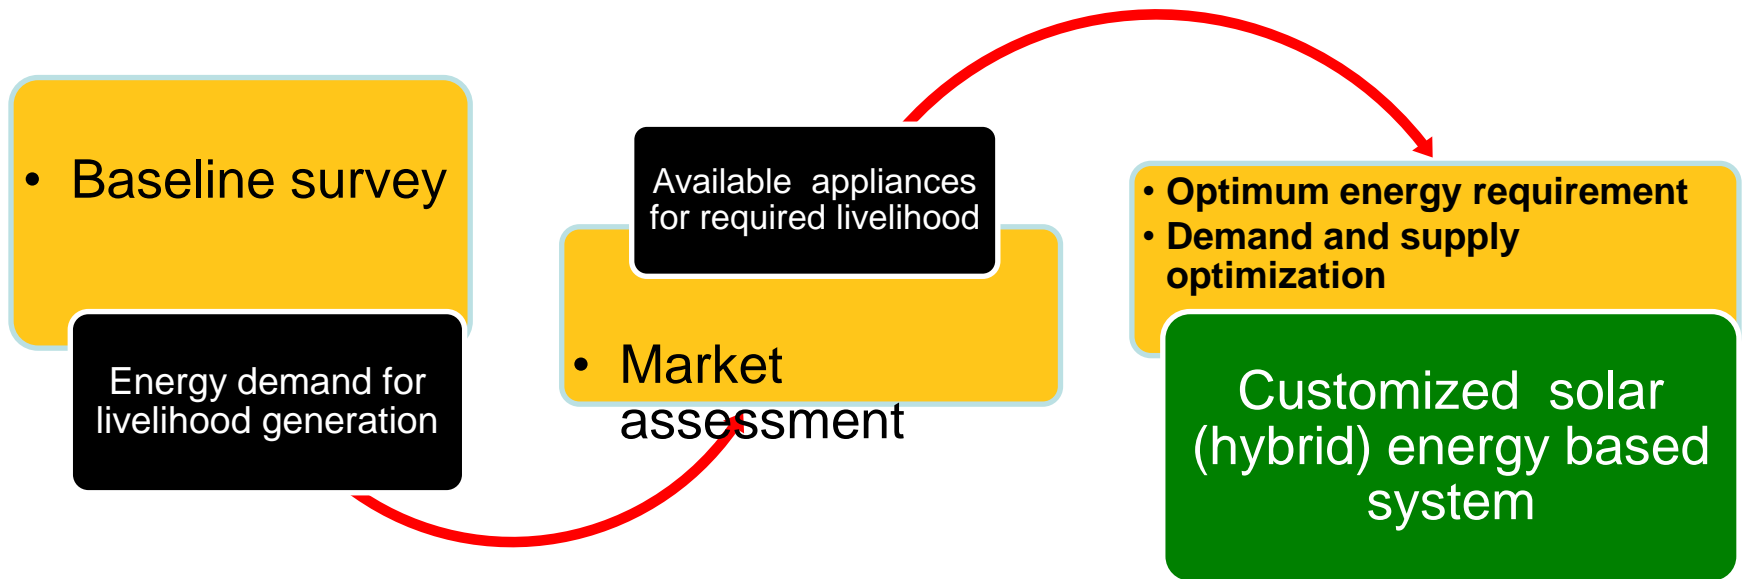 • Baseline survey
Energy demand for
livelihood generation
Available appliances
for required livelihood
• Market
assessment
• Optimum energy requirement
• Demand and supply
optimization
Customized solar
(hybrid) energy based
system